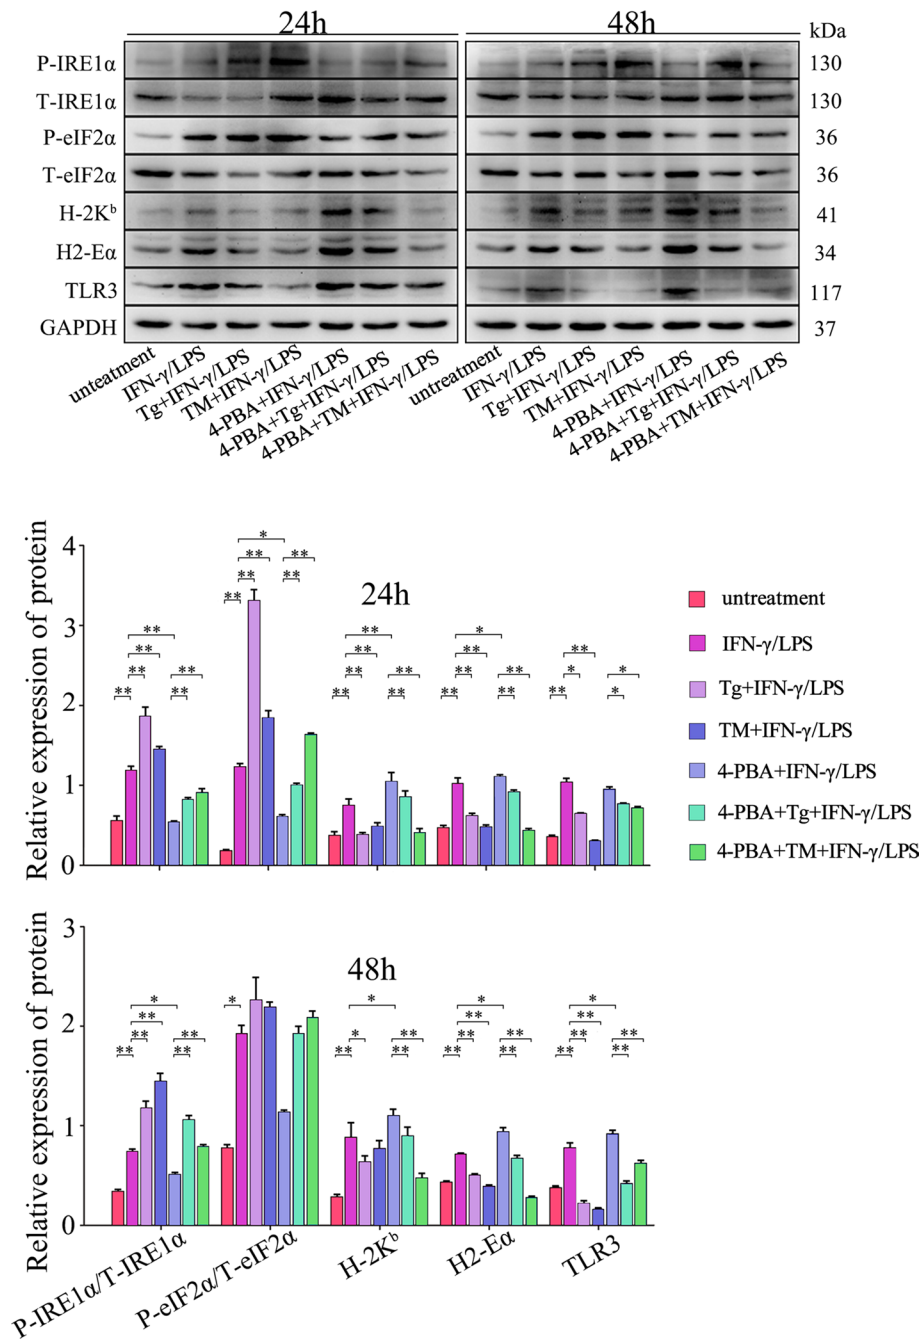 24h 48h kDa
P-IRE1α 130
T-IRE1α 130
P-eIF2α 36
T-eIF2α 36
H-2Kᵇ 41
H2-Eα 34
TLR3 117
GAPDH 37
untreatment IFN-γ/LPS Tg+IFN-γ/LPS TM+IFN-γ/LPS 4-PBA+IFN-γ/LPS 4-PBA+Tg+IFN-γ/LPS 4-PBA+TM+IFN-γ/LPS untreatment IFN-γ/LPS Tg+IFN-γ/LPS TM+IFN-γ/LPS 4-PBA+IFN-γ/LPS 4-PBA+Tg+IFN-γ/LPS 4-PBA+TM+IFN-γ/LPS
Relative expression of protein
4
3
2
1
0
24h
** ** ** ** ** **
** ** ** * ** **
** ** ** ** ** **
** ** ** * ** **
** * ** * *
untreatment
IFN-γ/LPS
Tg+IFN-γ/LPS
TM+IFN-γ/LPS
4-PBA+IFN-γ/LPS
4-PBA+Tg+IFN-γ/LPS
4-PBA+TM+IFN-γ/LPS
Relative expression of protein
3
2
1
0
48h
** ** ** * ** **
*
** * * ** **
** ** ** * ** **
** ** ** * ** **
P-IRE1α/T-IRE1α P-eIF2α/T-eIF2α H-2Kᵇ H2-Eα TLR3